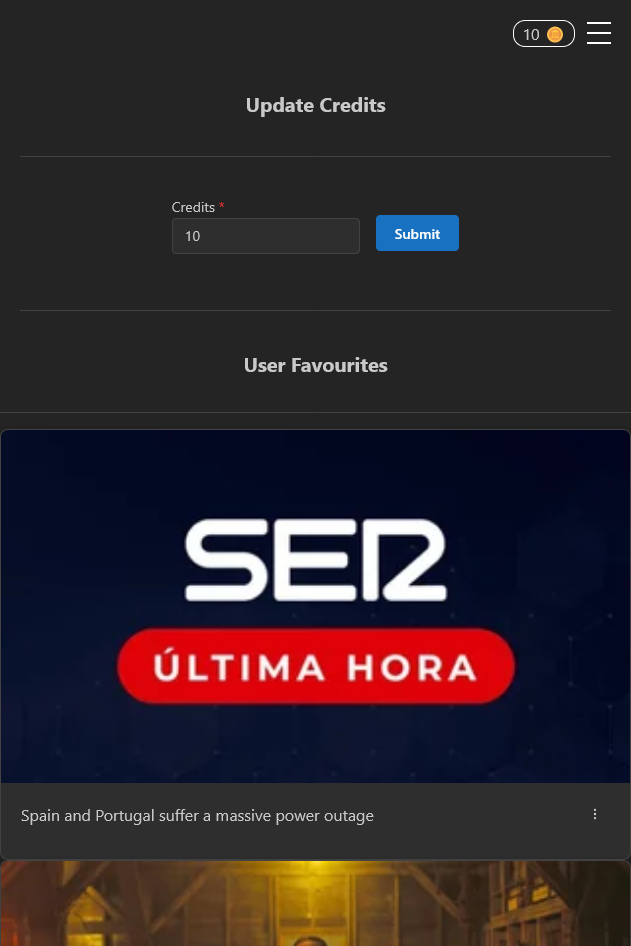 10
Update Credits
Credits *
10
Submit
User Favourites
SER
ÚLTIMA HORA
Spain and Portugal suffer a massive power outage